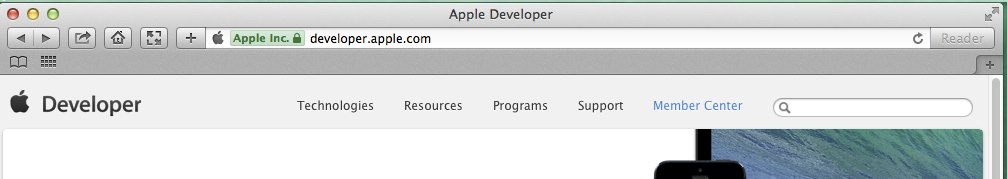 Apple Developer
Apple Inc. developer.apple.com Reader
Developer Technologies Resources Programs Support Member Center